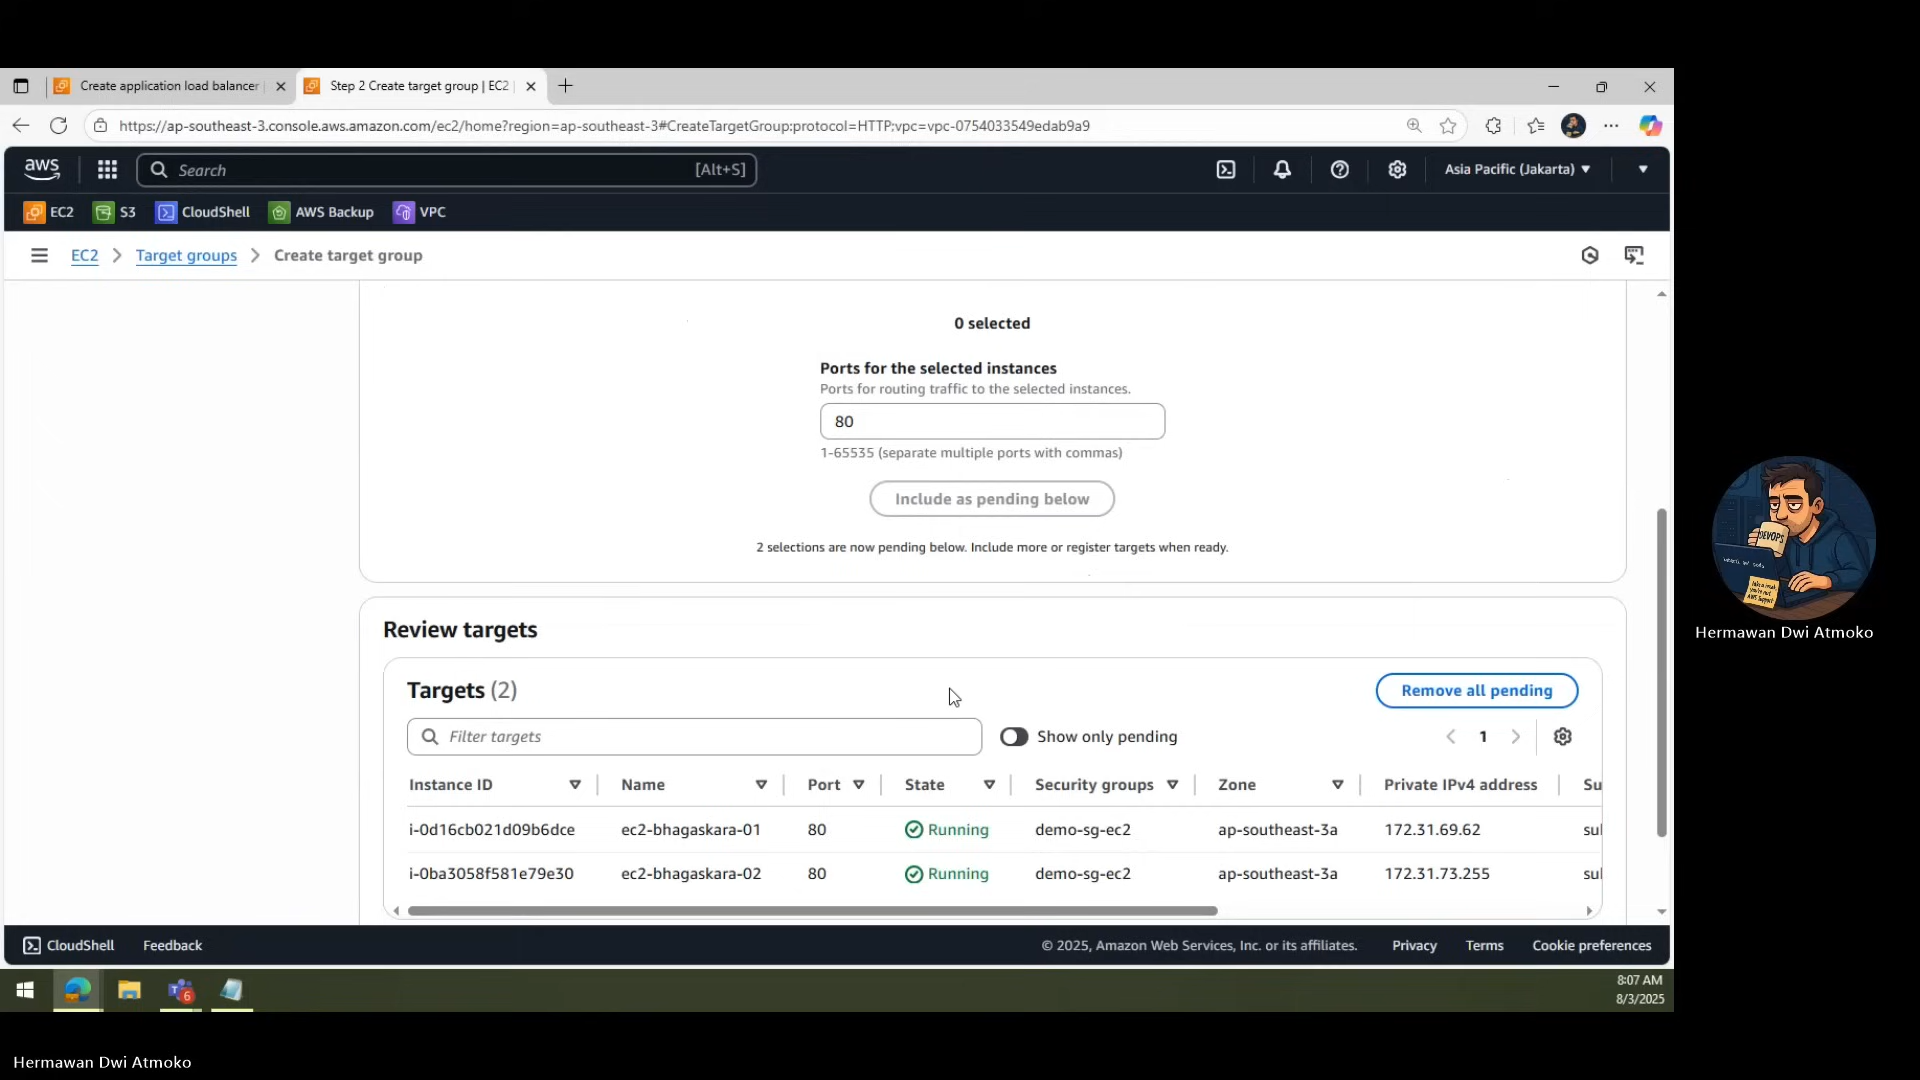 Create application load balancer
Step 2 Create target group | EC2
https://ap-southeast-3.console.aws.amazon.com/ec2/home?region=ap-southeast-3#CreateTargetGroup:protocol=HTTP;vpc=vpc-0754033549edab9a9
aws
Search
[Alt+S]
Asia Pacific (Jakarta)
EC2
S3
CloudShell
AWS Backup
VPC
EC2
Target groups
Create target group
0 selected
Ports for the selected instances
Ports for routing traffic to the selected instances.
80
1-65535 (separate multiple ports with commas)
Include as pending below
2 selections are now pending below. Include more or register targets when ready.
Review targets
Targets (2)
Remove all pending
Filter targets
Show only pending
1
Instance ID Name Port State Security groups Zone Private IPv4 address Su
i-0d16cb021d09b6dce ec2-bhagaskara-01 80 Running demo-sg-ec2 ap-southeast-3a 172.31.69.62 su
i-0ba3058f581e79e30 ec2-bhagaskara-02 80 Running demo-sg-ec2 ap-southeast-3a 172.31.73.255 su
CloudShell
Feedback
© 2025, Amazon Web Services, Inc. or its affiliates.
Privacy
Terms
Cookie preferences
6
8:07 AM
8/3/2025
DEVOPS
Hermawan Dwi Atmoko
Hermawan Dwi Atmoko